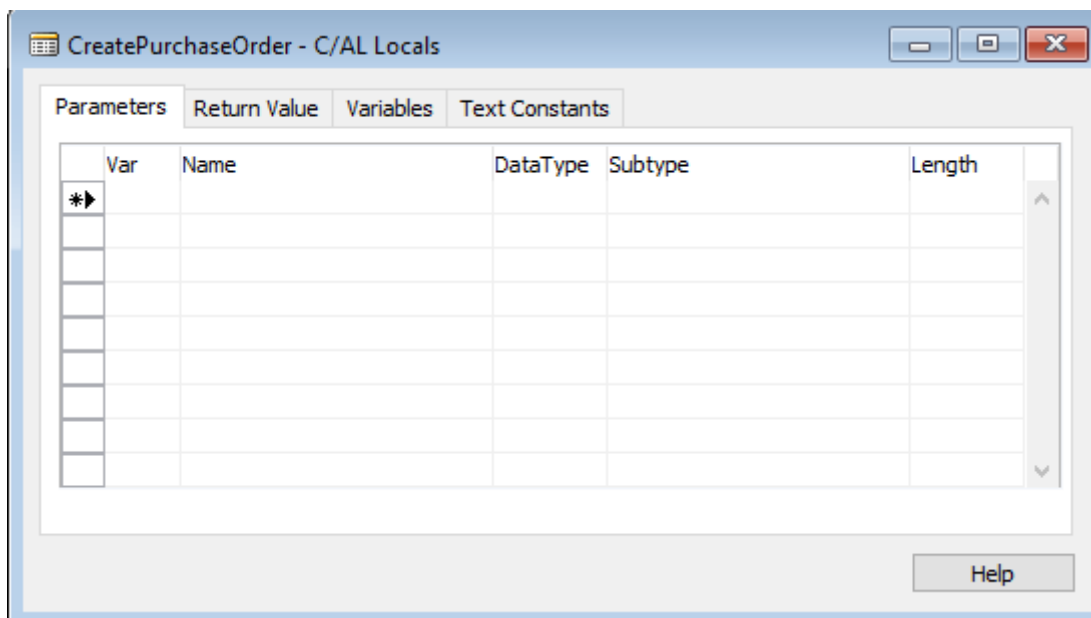 CreatePurchaseOrder - C/AL Locals
Parameters Return Value Variables Text Constants
Var Name DataType Subtype Length
Help